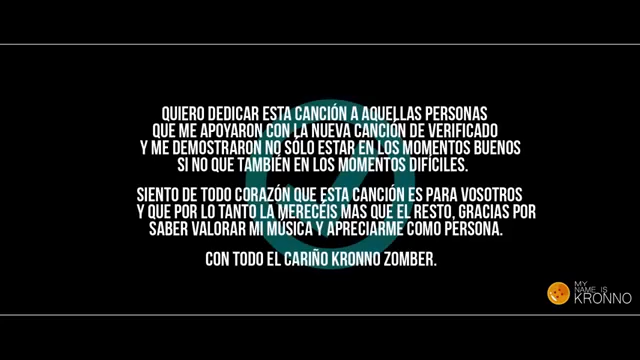 QUIERO DEDICAR ESTA CANCIÓN A AQUELLAS PERSONAS
QUE ME APOYARON CON LA NUEVA CANCIÓN DE VERIFICADO
Y ME DEMOSTRARON NO SÓLO ESTAR EN LOS MOMENTOS BUENOS
SI NO QUE TAMBIÉN EN LOS MOMENTOS DIFÍCILES.
SIENTO DE TODO CORAZÓN QUE ESTA CANCIÓN ES PARA VOSOTROS
Y QUE POR LO TANTO LA MERECÉIS MAS QUE EL RESTO, GRACIAS POR
SABER VALORAR MI MÚSICA Y APRECIARME COMO PERSONA.
CON TODO EL CARIÑO KRONNO ZOMBER.
MY
NAME IS
KRONNO